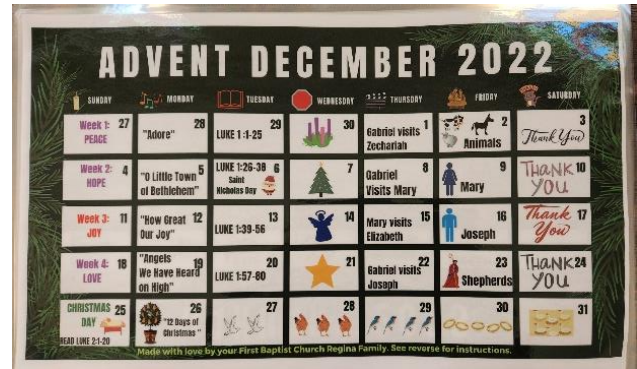 ADVENT DECEMBER 2022
SUNDAY MONDAY TUESDAY WEDNESDAY THURSDAY FRIDAY SATURDAY
Week 1: 27
PEACE
28
"Adore"
29
LUKE 1:1-25
30
1
Gabriel visits
Zechariah
2
Animals
3
Thank You
Week 2: 4
HOPE
5
"O Little Town
of Bethlehem"
LUKE 1:26-38 6
Saint
Nicholas Day
7
8
Gabriel
Visits Mary
9
Mary
10
THANK
YOU
Week 3: 11
JOY
"How Great 12
Our Joy"
13
LUKE 1:39-56
14
Mary visits 15
Elizabeth
16
Joseph
17
Thank
You
Week 4: 18
LOVE
"Angels 19
We Have Heard
on High"
20
LUKE 1:57-80
21
Gabriel visits 22
Joseph
23
Shepherds
24
THANK
YOU
CHRISTMAS
DAY 25
READ LUKE 2:1-20
26
"12 Days of
Christmas"
27
28
29
30
31
Made with love by your First Baptist Church Regina Family. See reverse for instructions.